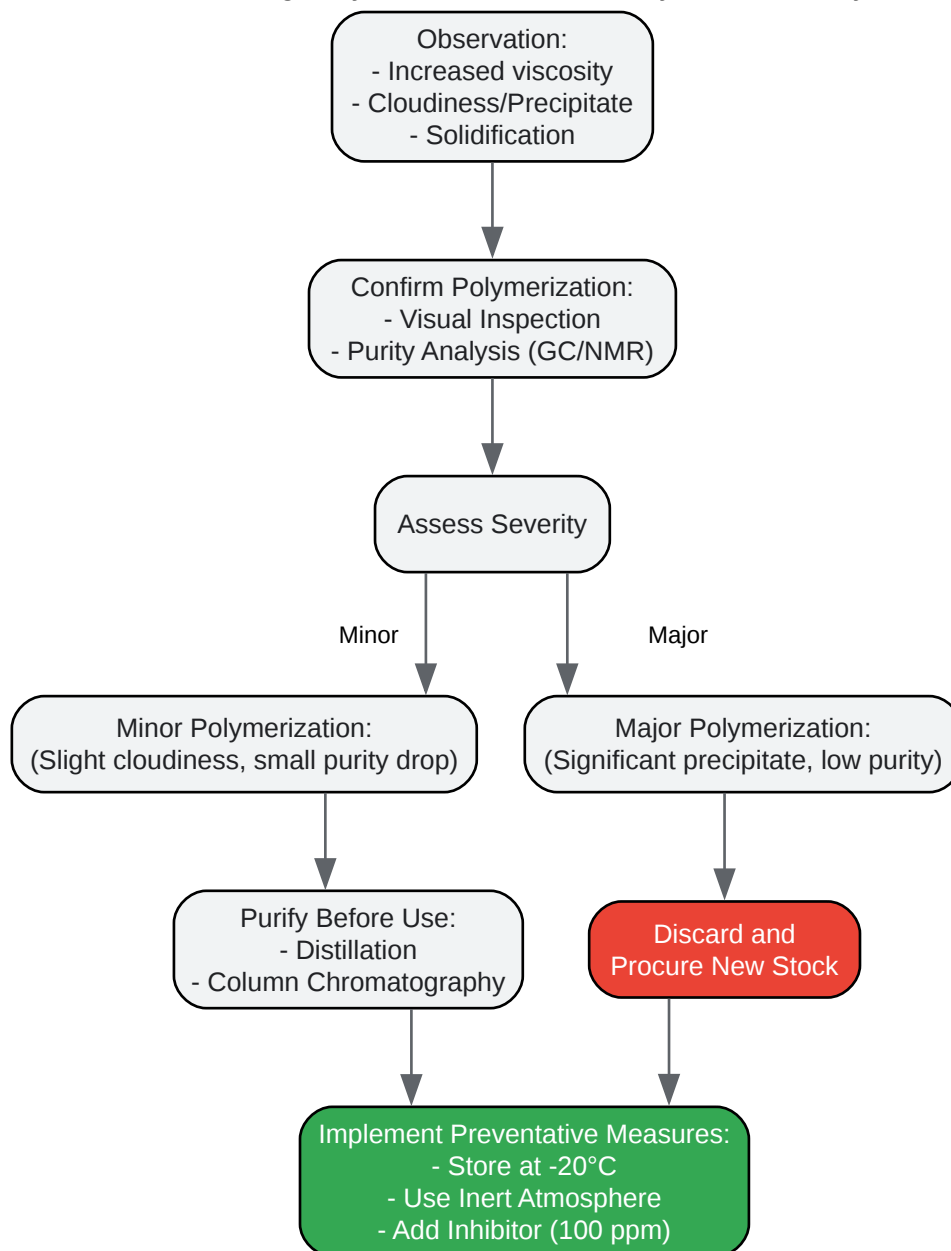 Observation:
- Increased viscosity
- Cloudiness/Precipitate
- Solidification
Confirm Polymerization:
- Visual Inspection
- Purity Analysis (GC/NMR)
Assess Severity
Minor
Major
Minor Polymerization:
(Slight cloudiness, small purity drop)
Major Polymerization:
(Significant precipitate, low purity)
Purify Before Use:
- Distillation
- Column Chromatography
Discard and
Procure New Stock
Implement Preventative Measures:
- Store at -20°C
- Use Inert Atmosphere
- Add Inhibitor (100 ppm)